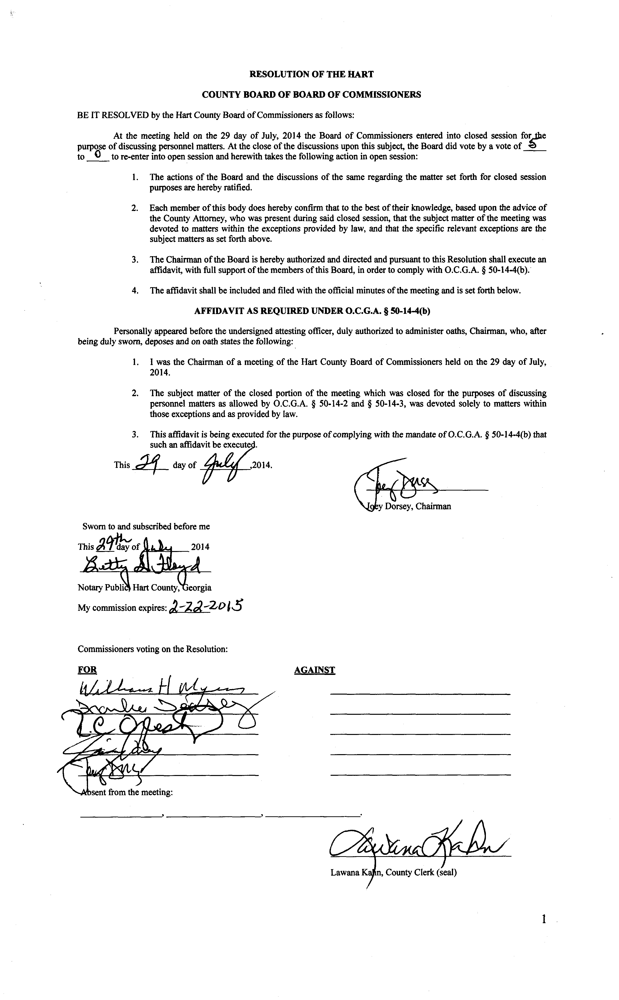 RESOLUTION OF THE HART
COUNTY BOARD OF BOARD OF COMMISSIONERS
BE IT RESOLVED by the Hart County Board of Commissioners as follows:
At the meeting held on the 29 day of July, 2014 the Board of Commissioners entered into closed session for the
purpose of discussing personnel matters. At the close of the discussions upon this subject, the Board did vote by a vote of 5
to 0 to re-enter into open session and herewith takes the following action in open session:
1. The actions of the Board and the discussions of the same regarding the matter set forth for closed session
purposes are hereby ratified.
2. Each member of this body does hereby confirm that to the best of their knowledge, based upon the advice of
the County Attorney, who was present during said closed session, that the subject matter of the meeting was
devoted to matters within the exceptions provided by law, and that the specific relevant exceptions are the
subject matters as set forth above.
3. The Chairman of the Board is hereby authorized and directed and pursuant to this Resolution shall execute an
affidavit, with full support of the members of this Board, in order to comply with O.C.G.A. § 50-14-4(b).
4. The affidavit shall be included and filed with the official minutes of the meeting and is set forth below.
AFFIDAVIT AS REQUIRED UNDER O.C.G.A. § 50-14-4(b)
Personally appeared before the undersigned attesting officer, duly authorized to administer oaths, Chairman, who, after
being duly sworn, deposes and on oath states the following:
1. I was the Chairman of a meeting of the Hart County Board of Commissioners held on the 29 day of July,
2014.
2. The subject matter of the closed portion of the meeting which was closed for the purposes of discussing
personnel matters as allowed by O.C.G.A. § 50-14-2 and § 50-14-3, was devoted solely to matters within
those exceptions and as provided by law.
3. This affidavit is being executed for the purpose of complying with the mandate of O.C.G.A. § 50-14-4(b) that
such an affidavit be executed.
This 29 day of July ,2014.
Joey Dorsey
Joey Dorsey, Chairman
Sworn to and subscribed before me
This 29th day of July 2014
Betty Floyd
Notary Public, Hart County, Georgia
My commission expires: 2-22-2015
Commissioners voting on the Resolution:
FOR AGAINST
William H Myers
Joey Dorsey
Absent from the meeting:
, , .
Lawana Kahn
Lawana Kahn, County Clerk (seal)
1